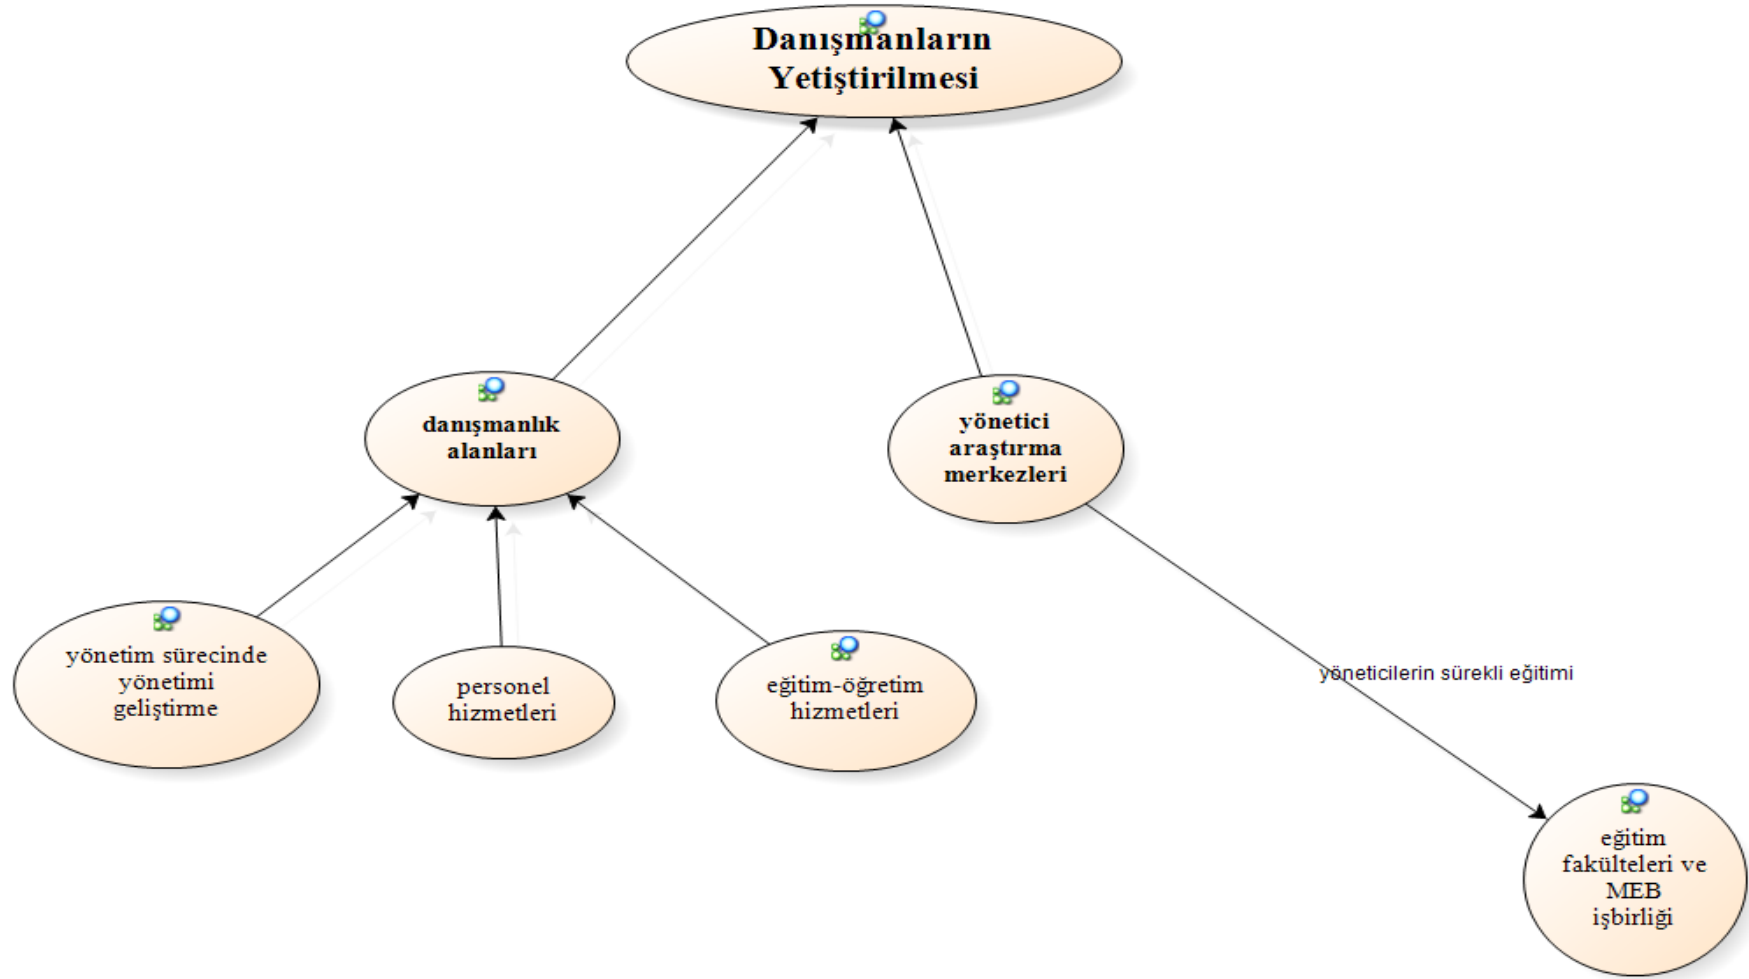 Danışmanların
Yetiştirilmesi
danışmanlık
alanları
yönetici
araştırma
merkezleri
yönetim sürecinde
yönetimi
geliştirme
personel
hizmetleri
eğitim-öğretim
hizmetleri
yöneticilerin sürekli eğitimi
eğitim
fakülteleri ve
MEB
işbirliği